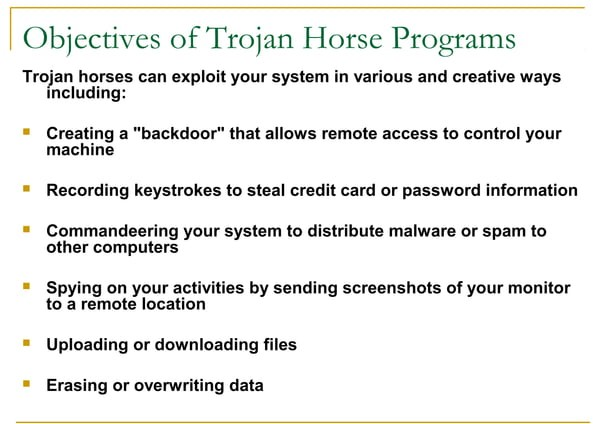 Objectives of Trojan Horse Programs
Trojan horses can exploit your system in various and creative ways
including:
Creating a "backdoor" that allows remote access to control your
machine
Recording keystrokes to steal credit card or password information
Commandeering your system to distribute malware or spam to
other computers
Spying on your activities by sending screenshots of your monitor
to a remote location
Uploading or downloading files
Erasing or overwriting data